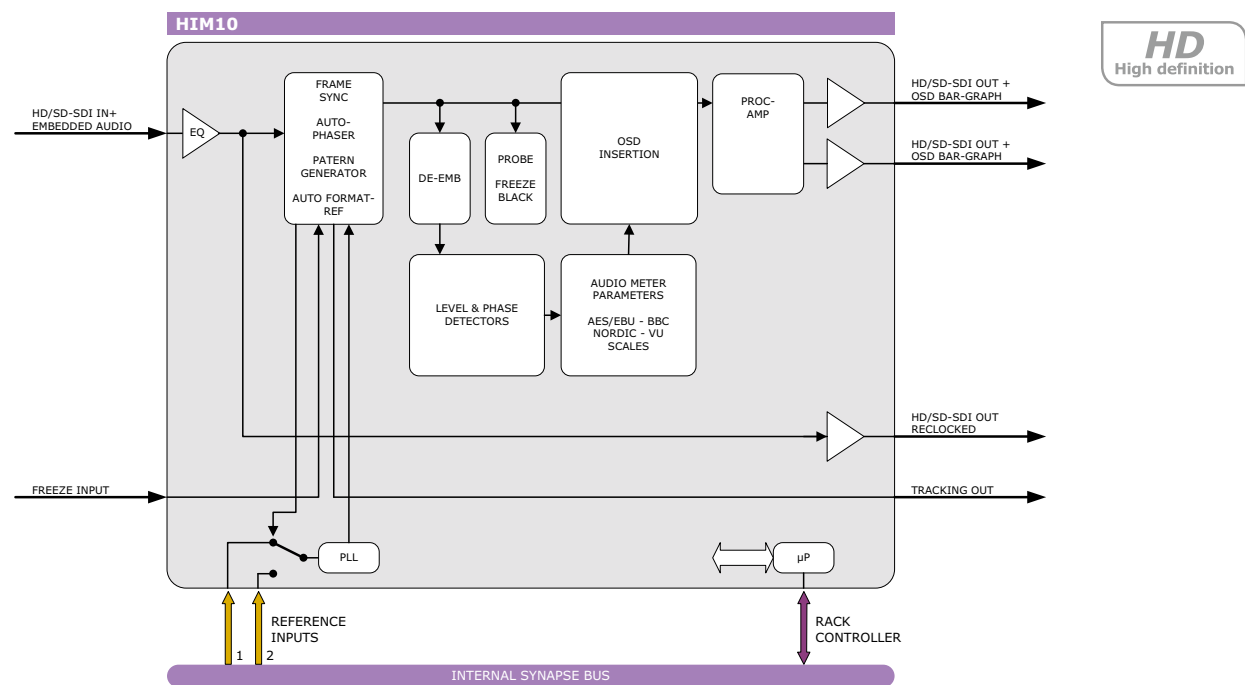 HIM10
HD
High definition
HD/SD-SDI IN+
EMBEDDED AUDIO
EQ
FRAME
SYNC
AUTO-
PHASER
PATERN
GENERATOR
AUTO FORMAT-
REF
DE-EMB
PROBE
FREEZE
BLACK
OSD
INSERTION
PROC-
AMP
HD/SD-SDI OUT +
OSD BAR-GRAPH
HD/SD-SDI OUT +
OSD BAR-GRAPH
LEVEL & PHASE
DETECTORS
AUDIO METER
PARAMETERS
AES/EBU - BBC
NORDIC - VU
SCALES
HD/SD-SDI OUT
RECLOCKED
FREEZE INPUT
TRACKING OUT
PLL
µP
REFERENCE
INPUTS
1
2
RACK
CONTROLLER
INTERNAL SYNAPSE BUS